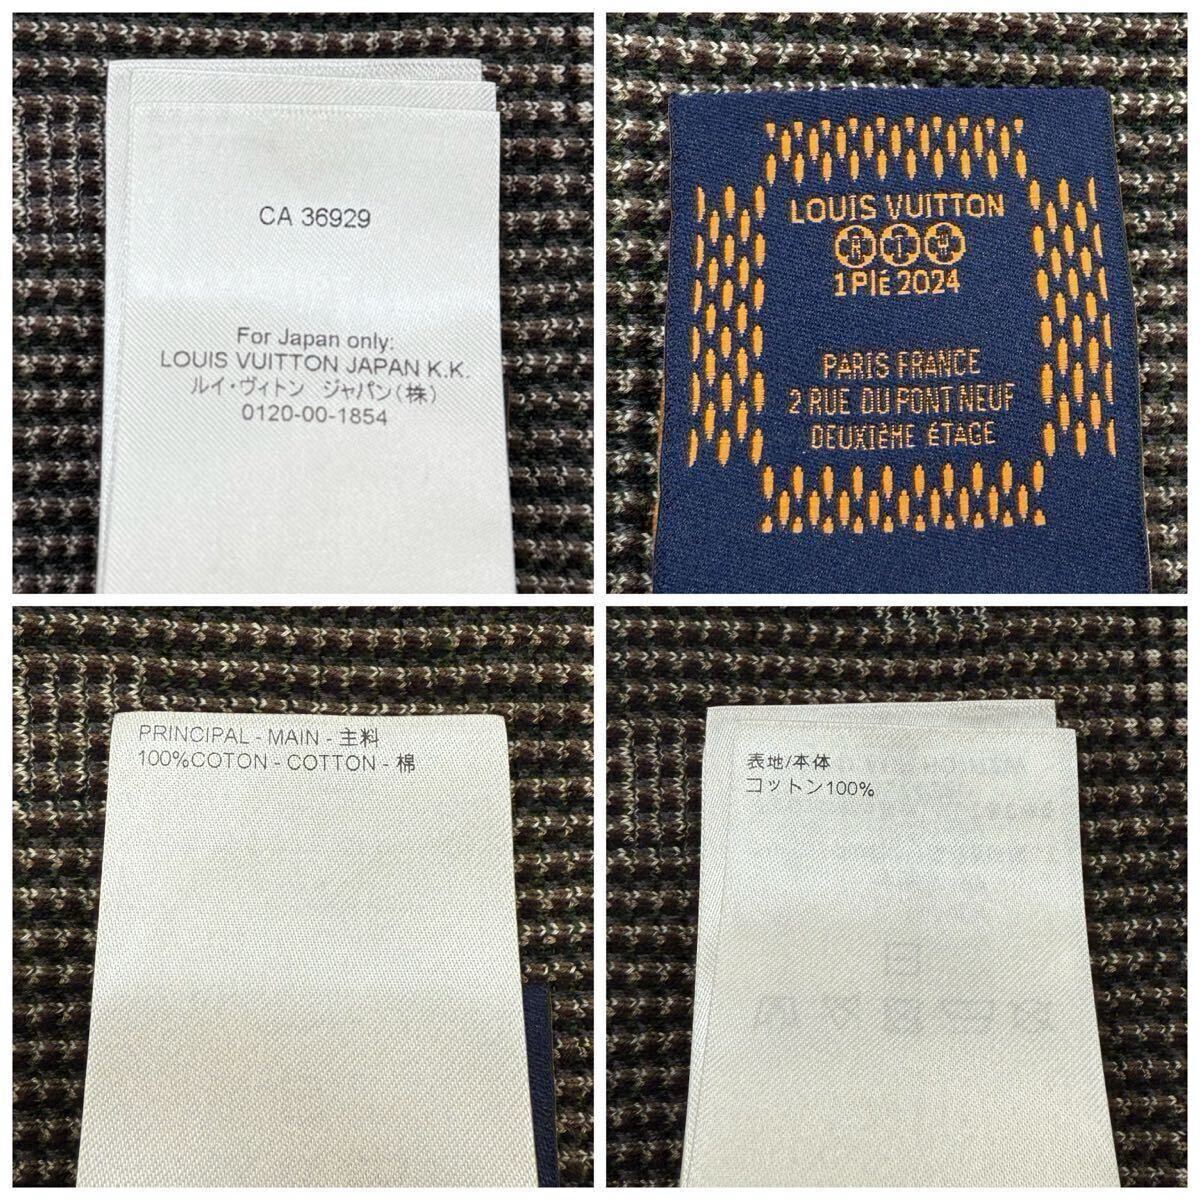 CA 36929
For Japan only:
LOUIS VUITTON JAPAN K.K.
ルイ・ヴィトン ジャパン(株)
0120-00-1854
LOUIS VUITTON
1PIé 2024
PARIS FRANCE
2 RUE DU PONT NEUF
DEUXIÈME ÉTAGE
PRINCIPAL - MAIN - 主料
100%COTON - COTTON - 棉
表地/本体
コットン100%